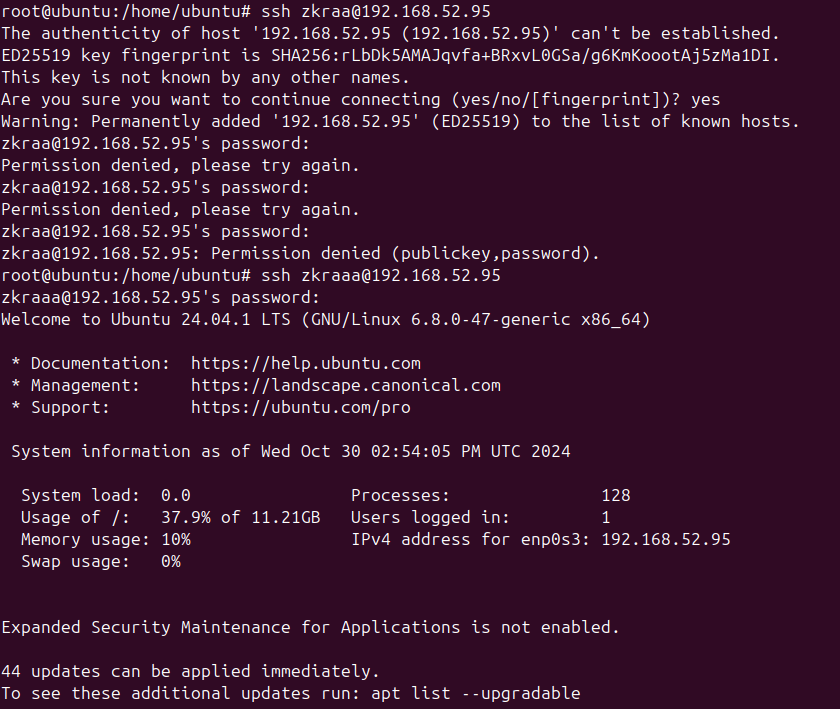 root@ubuntu:/home/ubuntu# ssh zkraa@192.168.52.95
The authenticity of host '192.168.52.95 (192.168.52.95)' can't be established.
ED25519 key fingerprint is SHA256:rLbDk5AMAJqvfa+BRxvL0GSa/g6KmKoootAj5zMa1DI.
This key is not known by any other names.
Are you sure you want to continue connecting (yes/no/[fingerprint])? yes
Warning: Permanently added '192.168.52.95' (ED25519) to the list of known hosts.
zkraa@192.168.52.95's password:
Permission denied, please try again.
zkraa@192.168.52.95's password:
Permission denied, please try again.
zkraa@192.168.52.95's password:
zkraa@192.168.52.95: Permission denied (publickey,password).
root@ubuntu:/home/ubuntu# ssh zkraaa@192.168.52.95
zkraaa@192.168.52.95's password:
Welcome to Ubuntu 24.04.1 LTS (GNU/Linux 6.8.0-47-generic x86_64)

 * Documentation:  https://help.ubuntu.com
 * Management:     https://landscape.canonical.com
 * Support:        https://ubuntu.com/pro

 System information as of Wed Oct 30 02:54:05 PM UTC 2024

  System load:  0.0                Processes:               128
  Usage of /:   37.9% of 11.21GB   Users logged in:         1
  Memory usage: 10%                IPv4 address for enp0s3: 192.168.52.95
  Swap usage:   0%

Expanded Security Maintenance for Applications is not enabled.

44 updates can be applied immediately.
To see these additional updates run: apt list --upgradable